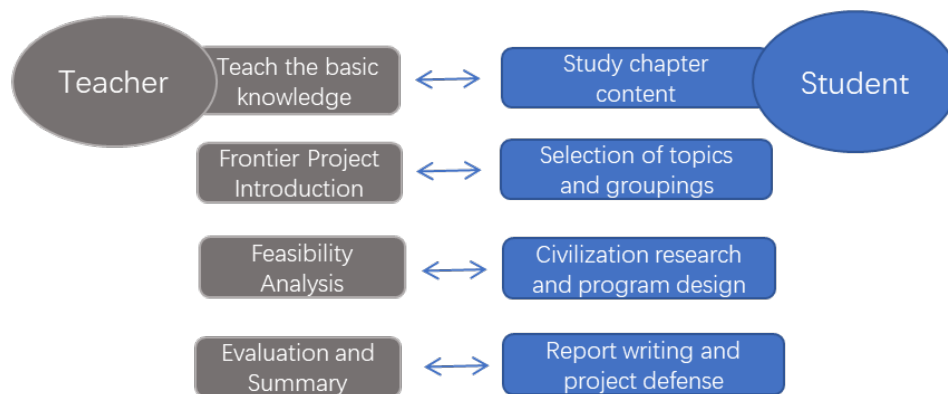 Teacher
Teach the basic
knowledge
Study chapter
content
Student
Frontier Project
Introduction
Selection of topics
and groupings
Feasibility
Analysis
Civilization research
and program design
Evaluation and
Summary
Report writing and
project defense